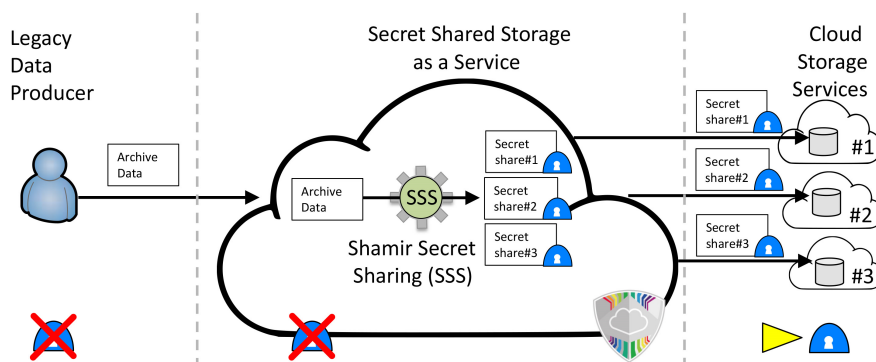 Legacy
Data
Producer
Secret Shared Storage
as a Service
Cloud
Storage
Services
Archive
Data
Archive
Data
SSS
Shamir Secret
Sharing (SSS)
Secret
share#1
Secret
share#2
Secret
share#3
Secret
share#1
Secret
share#2
Secret
share#3
#1
#2
#3